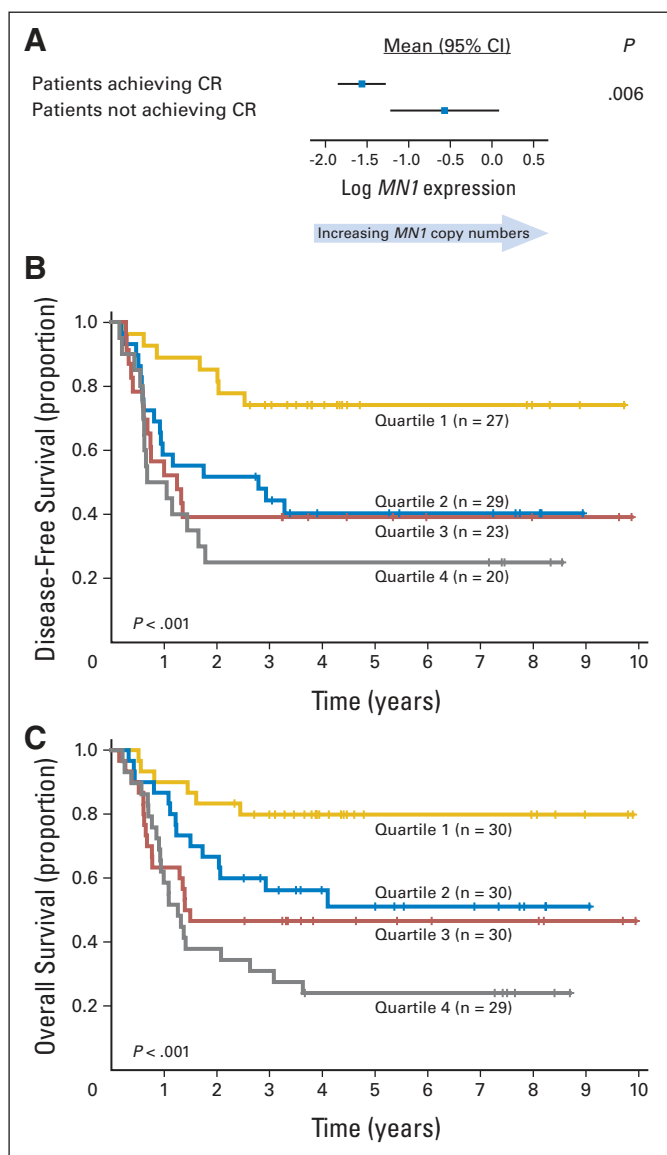 A
Mean (95% CI) P
Patients achieving CR
.006
Patients not achieving CR
-2.0 -1.5 -1.0 -0.5 0.0 0.5
Log MN1 expression
Increasing MN1 copy numbers
B
Disease-Free Survival (proportion)
1.0
0.8
0.6
0.4
0.2
Quartile 1 (n = 27)
Quartile 2 (n = 29)
Quartile 3 (n = 23)
Quartile 4 (n = 20)
P < .001
0 1 2 3 4 5 6 7 8 9 10
Time (years)
C
Overall Survival (proportion)
1.0
0.8
0.6
0.4
0.2
Quartile 1 (n = 30)
Quartile 2 (n = 30)
Quartile 3 (n = 30)
Quartile 4 (n = 29)
P < .001
0 1 2 3 4 5 6 7 8 9 10
Time (years)